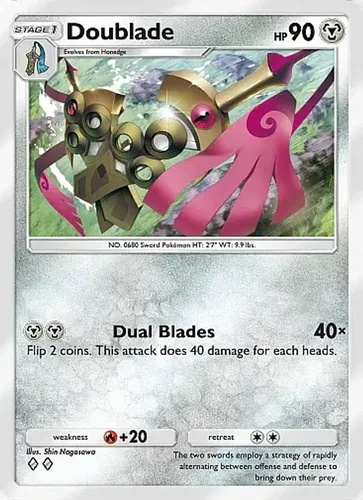 STAGE 1
Doublade
HP 90
Evolves from Honedge
NO. 0680 Sword Pokémon HT: 2'7" WT: 9.9 lbs.
Dual Blades 40×
Flip 2 coins. This attack does 40 damage for each heads.
weakness +20
retreat
Illus. Shin Nagasawa
The two swords employ a strategy of rapidly
alternating between offense and defense to
bring down their prey.